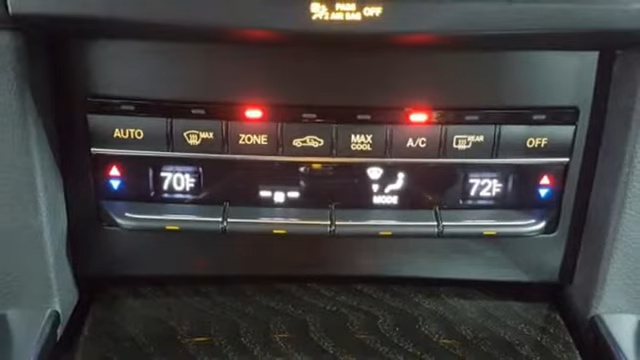 PASS
AIR BAG OFF
AUTO
MAX
ZONE
MAX
COOL
A/C
REAR
OFF
70°F
MODE
72°F